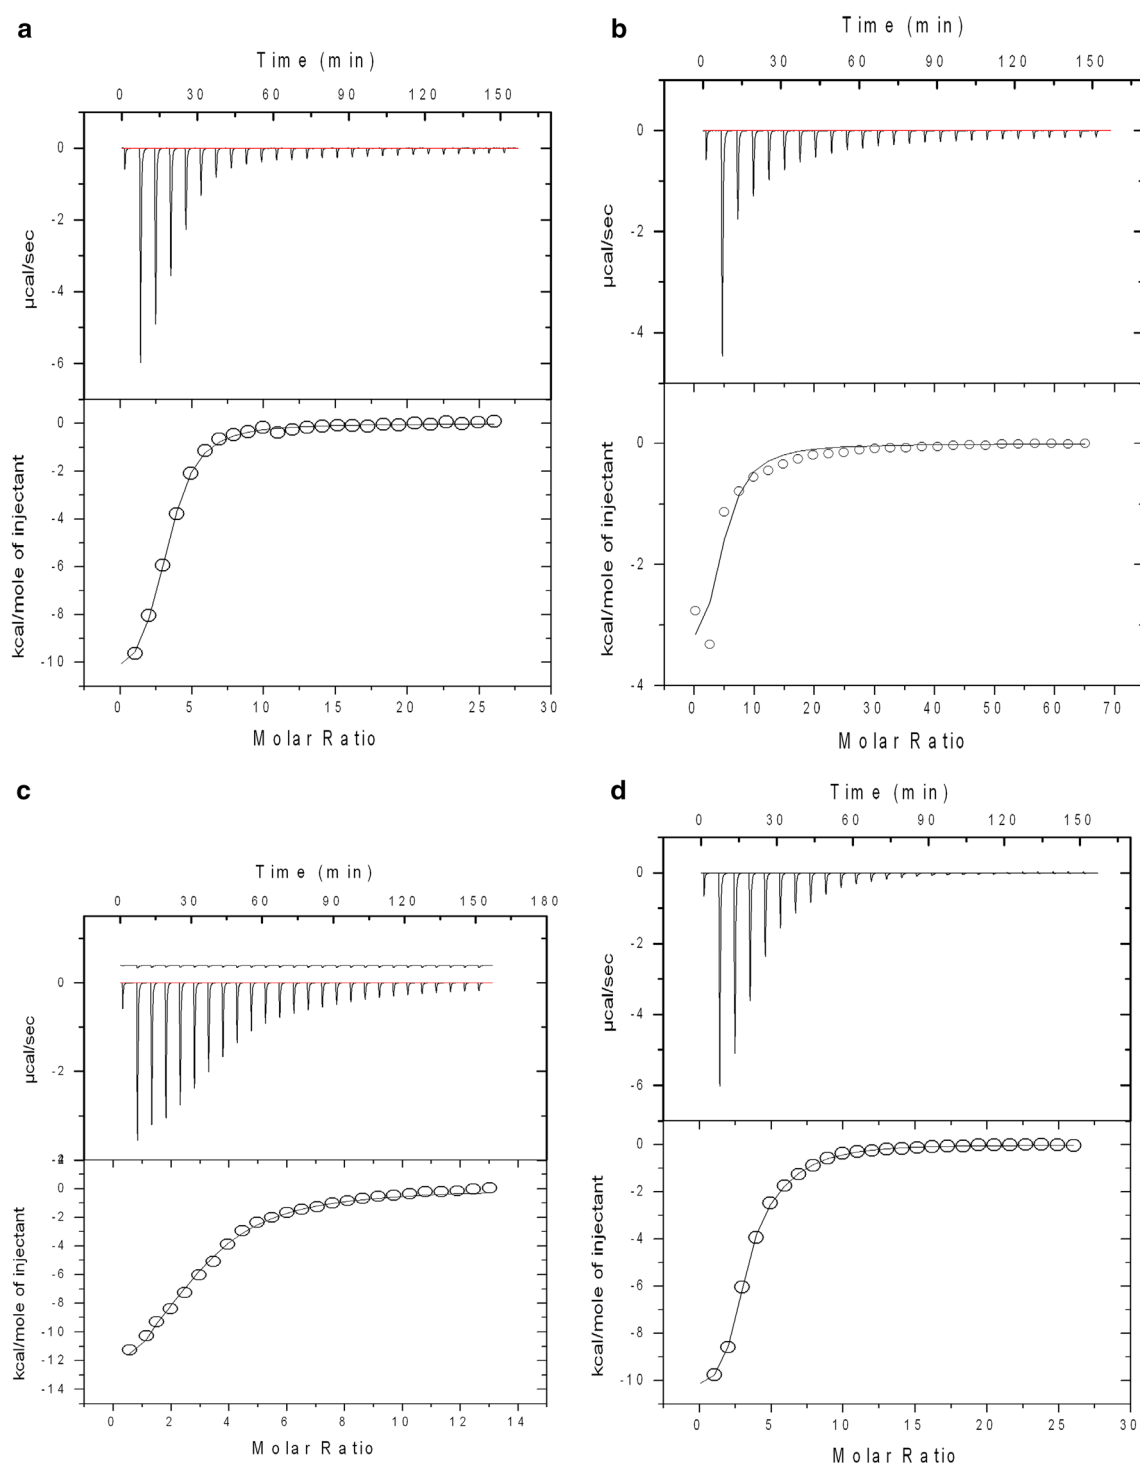 a
Time (min)
0 30 60 90 120 150
0
-2
-4
-6
µcal/sec
0
-2
-4
-6
-8
-10
kcal/mole of injectant
0 5 10 15 20 25 30
Molar Ratio
b
Time (min)
0 30 60 90 120 150
0
-2
-4
µcal/sec
0
-2
-4
kcal/mole of injectant
0 10 20 30 40 50 60 70
Molar Ratio
c
Time (min)
0 30 60 90 120 150 180
0
-2
µcal/sec
0
-2
-4
-6
-8
-10
-12
-14
kcal/mole of injectant
0 2 4 6 8 10 12 14
Molar Ratio
d
Time (min)
0 30 60 90 120 150
0
-2
-4
-6
µcal/sec
0
-2
-4
-6
-8
-10
kcal/mole of injectant
0 5 10 15 20 25 30
Molar Ratio